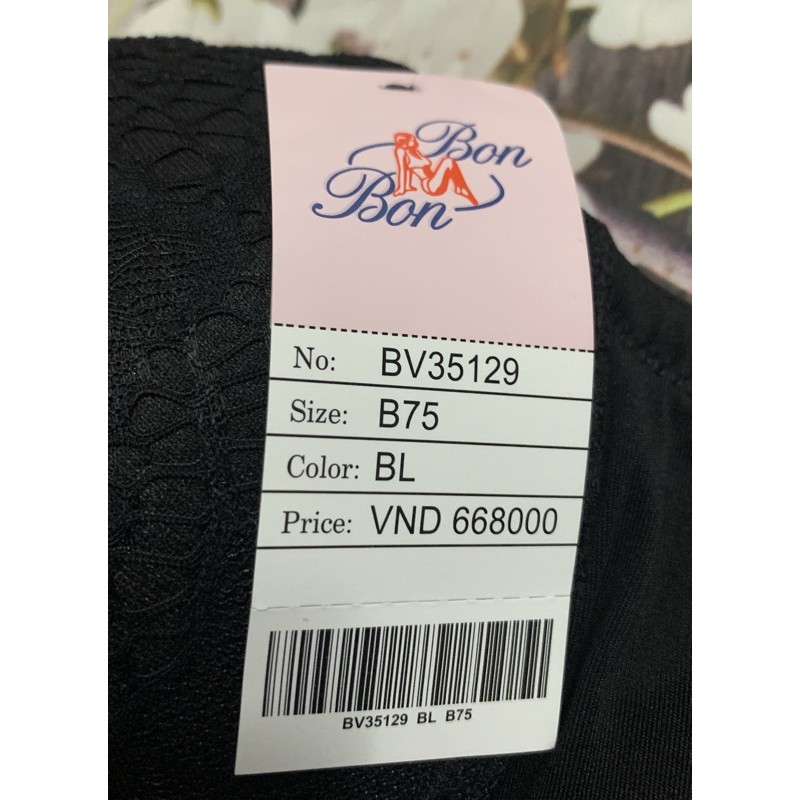 Bon
Bon
No: BV35129
Size: B75
Color: BL
Price: VND 668000
BV35129 BL B75